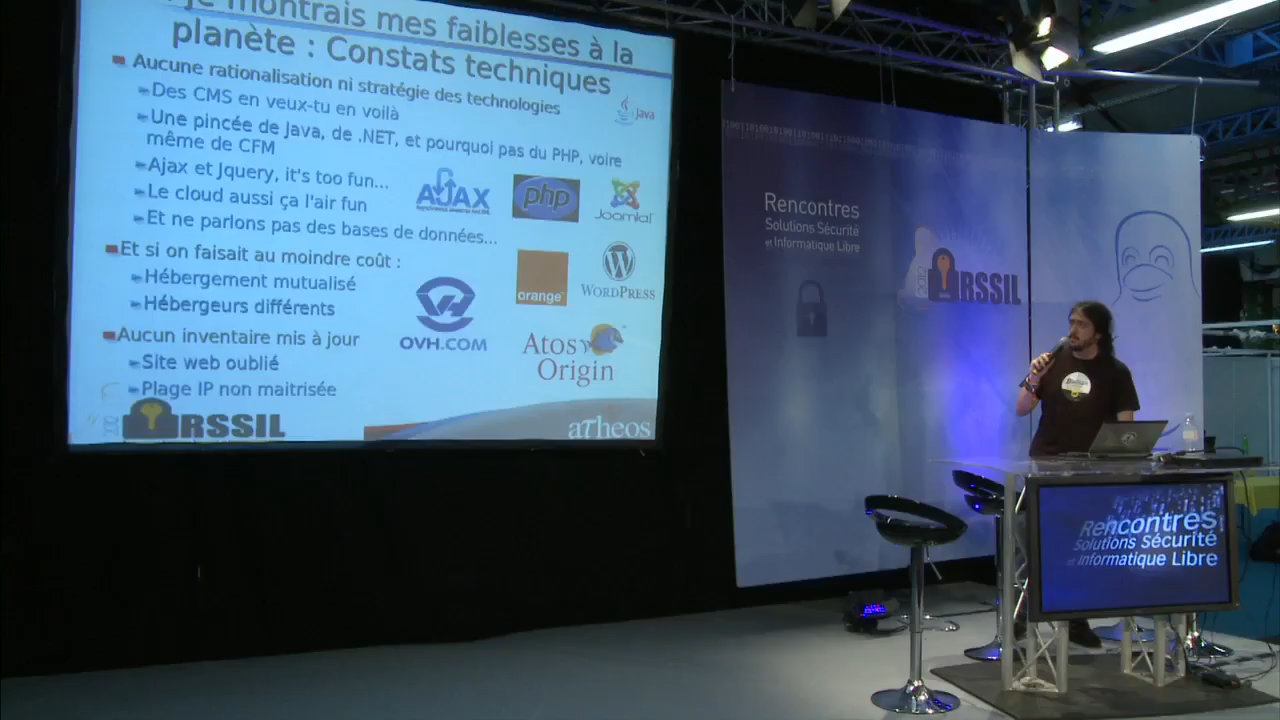 je montrais mes faiblesses à la
planète : Constats techniques
Aucune rationalisation ni stratégie des technologies
Des CMS en veux-tu en voilà
Une pincée de Java, de .NET, et pourquoi pas du PHP, voire
même de CFM
Ajax et Jquery, it's too fun...
Le cloud aussi ça l'air fun
Et ne parlons pas des bases de données...
Et si on faisait au moindre coût :
Hébergement mutualisé
Hébergeurs différents
Aucun inventaire mis à jour
Site web oublié
Plage IP non maitrisée
Java
AJAX
php
Joomla!
orange
WORDPRESS
OVH.COM
Atos
Origin
RSSIL
aTheos
Rencontres
Solutions Sécurité
et Informatique Libre
RSSIL
Rencontres
Solutions Sécurité
et Informatique Libre